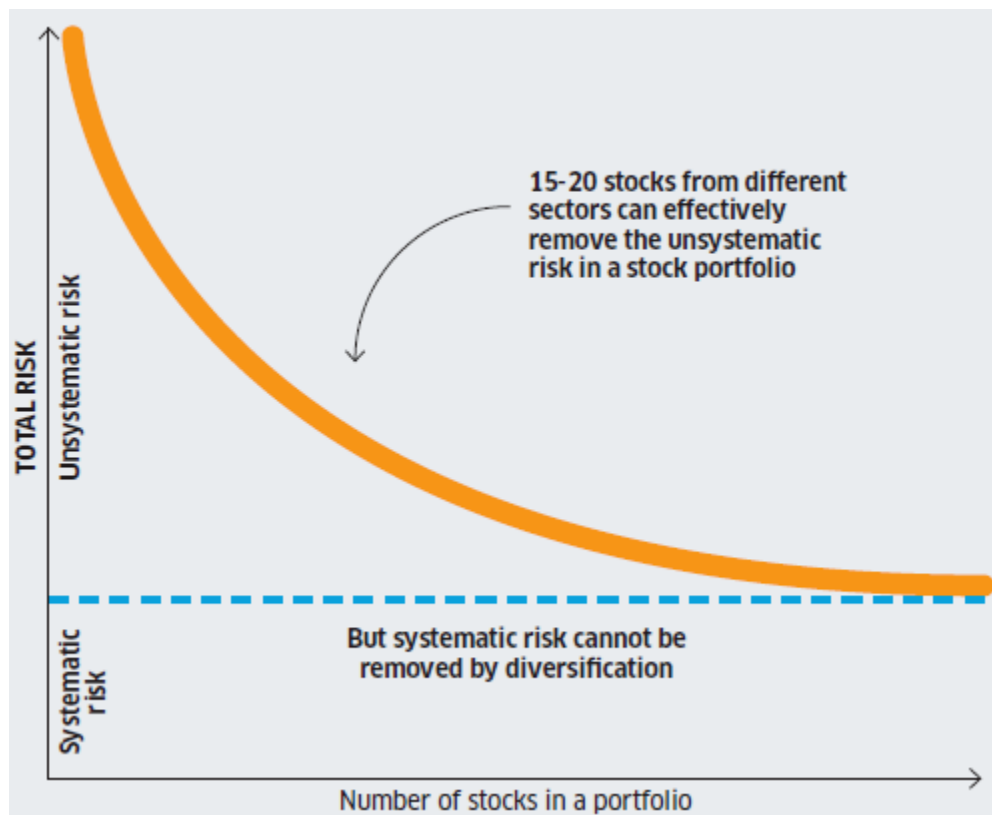 15-20 stocks from different
sectors can effectively
remove the unsystematic
risk in a stock portfolio
TOTAL RISK
Unsystematic risk
But systematic risk cannot be
removed by diversification
Systematic
risk
Number of stocks in a portfolio